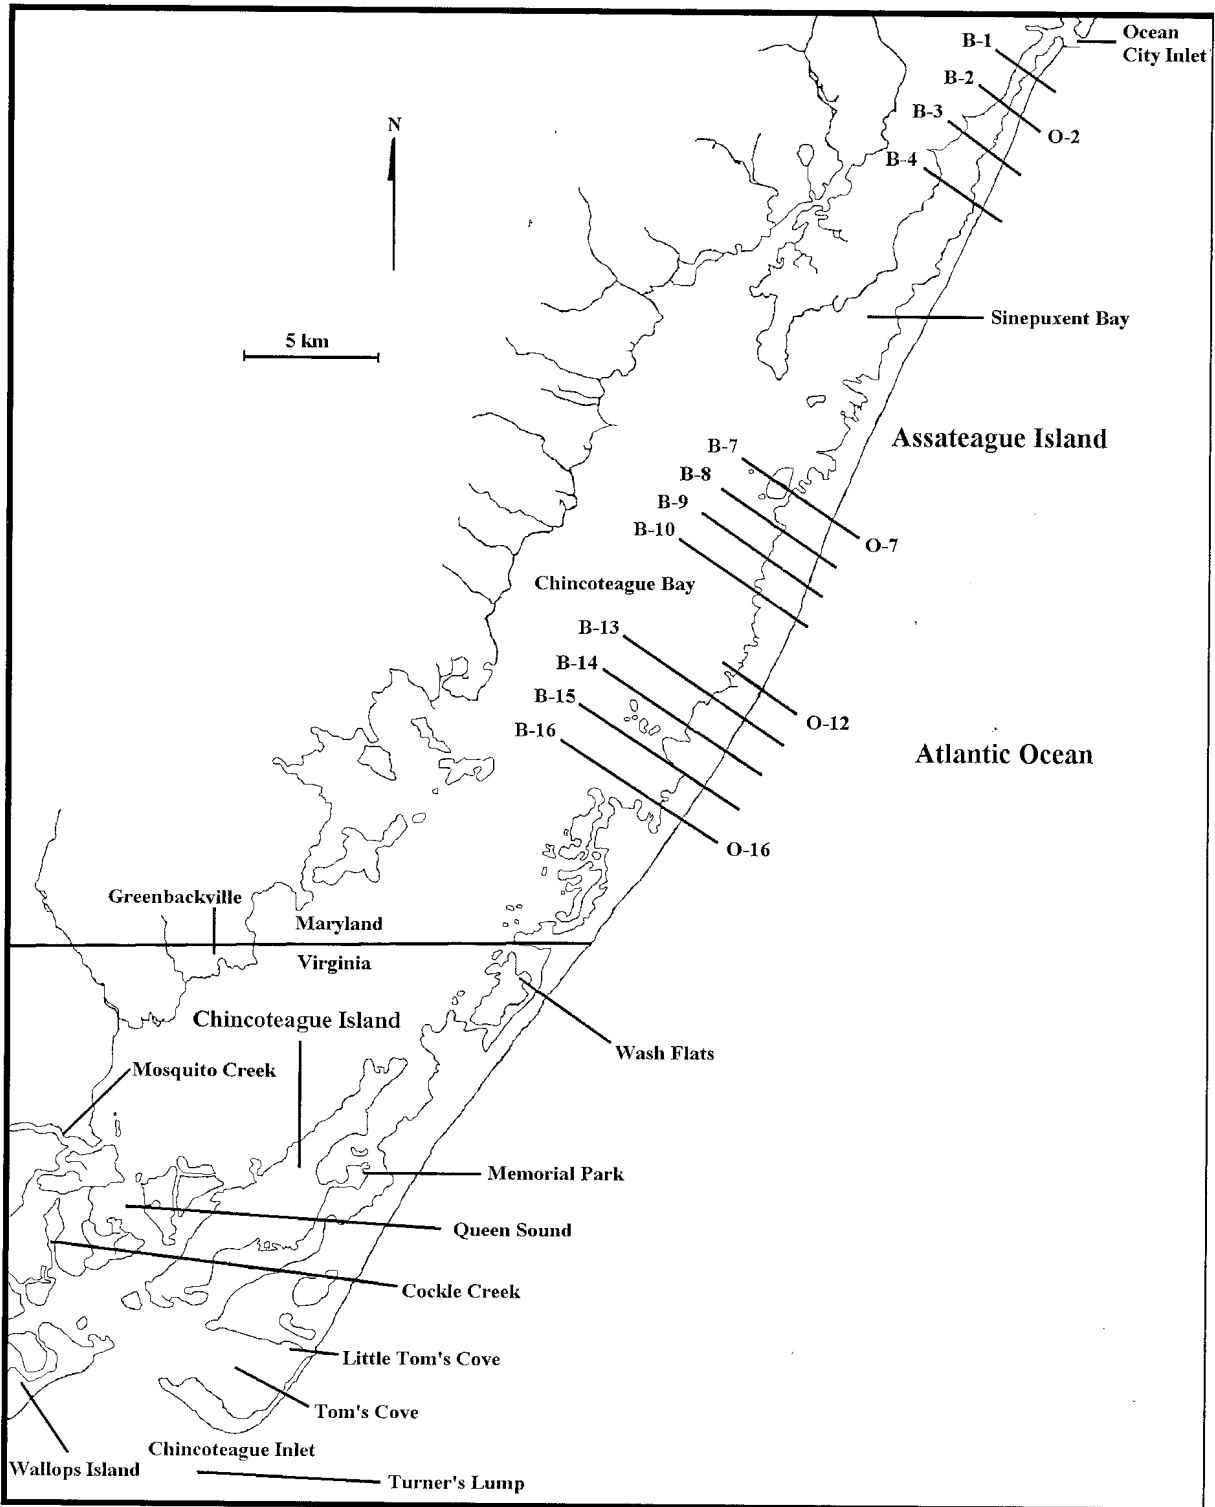 Ocean
City Inlet
B-1
B-2
B-3
O-2
N
B-4
Sinepuxent Bay
5 km
Assateague Island
B-7
B-8
B-9
B-10
O-7
Chincoteague Bay
B-13
B-14
B-15
O-12
B-16
Atlantic Ocean
O-16
Greenbackville
Maryland
Virginia
Chincoteague Island
Wash Flats
Mosquito Creek
Memorial Park
Queen Sound
Cockle Creek
Little Tom's Cove
Tom's Cove
Chincoteague Inlet
Wallops Island
Turner's Lump